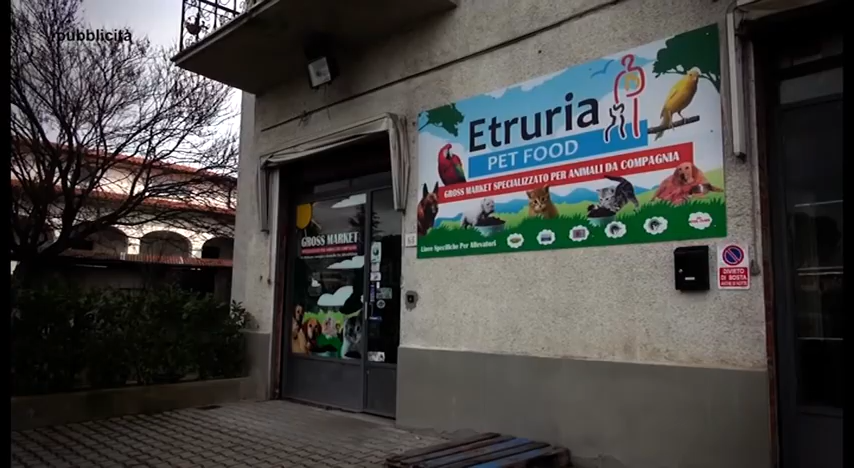 pubblicità
Etruria
PET FOOD
GROSS MARKET SPECIALIZZATO PER ANIMALI DA COMPAGNIA
Linee Specifiche Per Allevatori
GROSS MARKET
63
DIVIETO
DI SOSTA